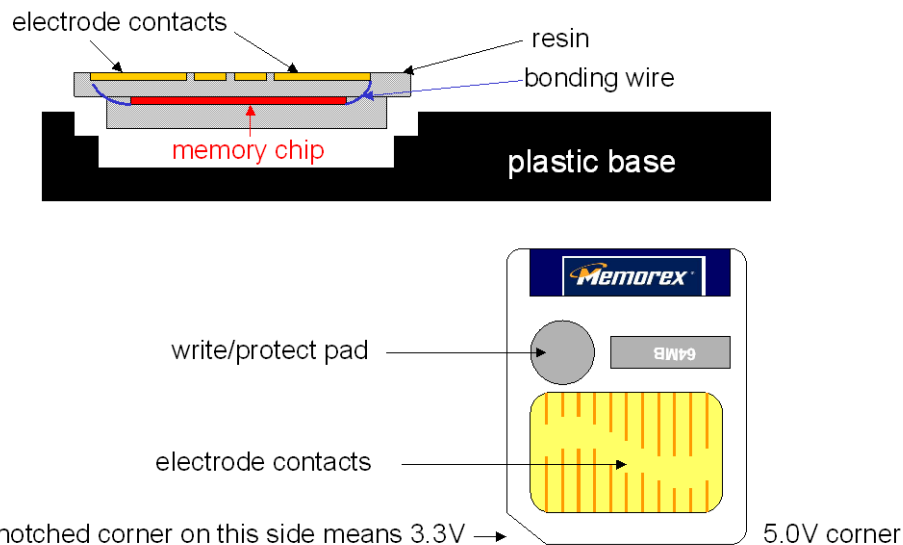 electrode contacts
resin
bonding wire
memory chip
plastic base
Memorex
write/protect pad
64MB
electrode contacts
notched corner on this side means 3.3V
5.0V corner